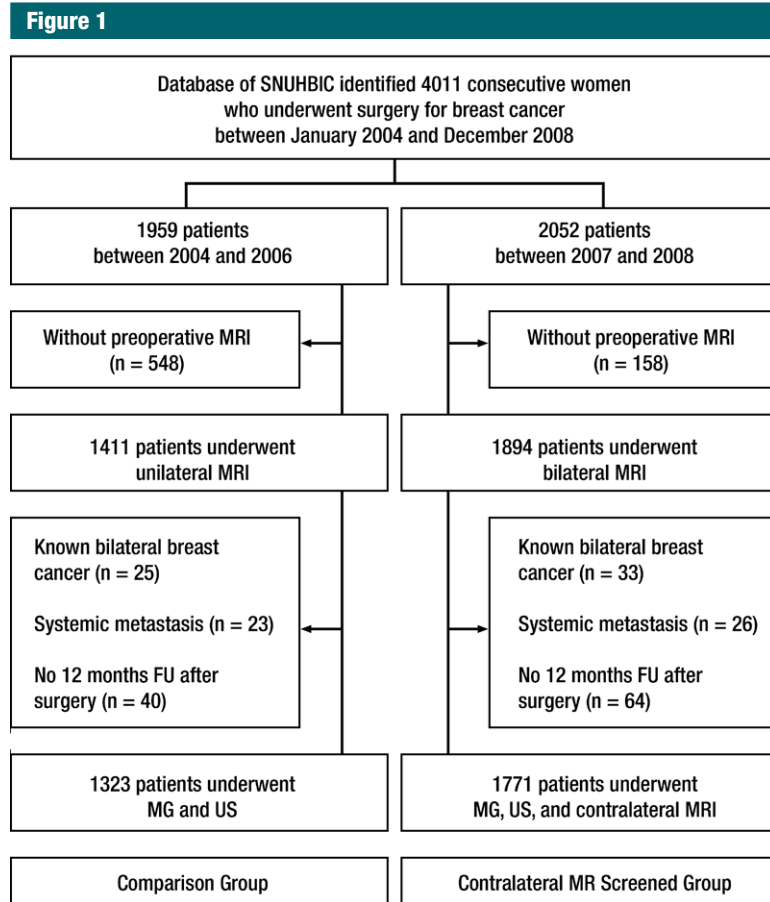 Figure 1
Database of SNUHBIC identified 4011 consecutive women
who underwent surgery for breast cancer
between January 2004 and December 2008
1959 patients
between 2004 and 2006
2052 patients
between 2007 and 2008
Without preoperative MRI
(n = 548)
Without preoperative MRI
(n = 158)
1411 patients underwent
unilateral MRI
1894 patients underwent
bilateral MRI
Known bilateral breast
cancer (n = 25)
Systemic metastasis (n = 23)
No 12 months FU after
surgery (n = 40)
Known bilateral breast
cancer (n = 33)
Systemic metastasis (n = 26)
No 12 months FU after
surgery (n = 64)
1323 patients underwent
MG and US
1771 patients underwent
MG, US, and contralateral MRI
Comparison Group
Contralateral MR Screened Group